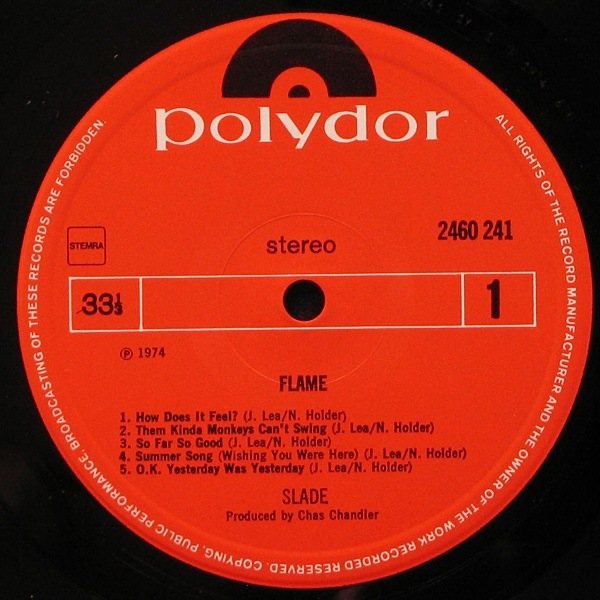 polydor
ALL RIGHTS OF THE RECORD MANUFACTURER AND THE OWNER OF THE WORK RECORDED RESERVED. COPYING, PUBLIC PERFORMANCE, BROADCASTING OF THESE RECORDS ARE FORBIDDEN.
2460 241
STEMRA
stereo
33⅓
1
℗ 1974
FLAME
1. How Does It Feel? (J. Lea/N. Holder)
2. Them Kinda Monkeys Can't Swing (J. Lea/N. Holder)
3. So Far So Good (J. Lea/N. Holder)
4. Summer Song (Wishing You Were Here) (J. Lea/N. Holder)
5. O.K. Yesterday Was Yesterday (J. Lea/N. Holder)
SLADE
Produced by Chas Chandler